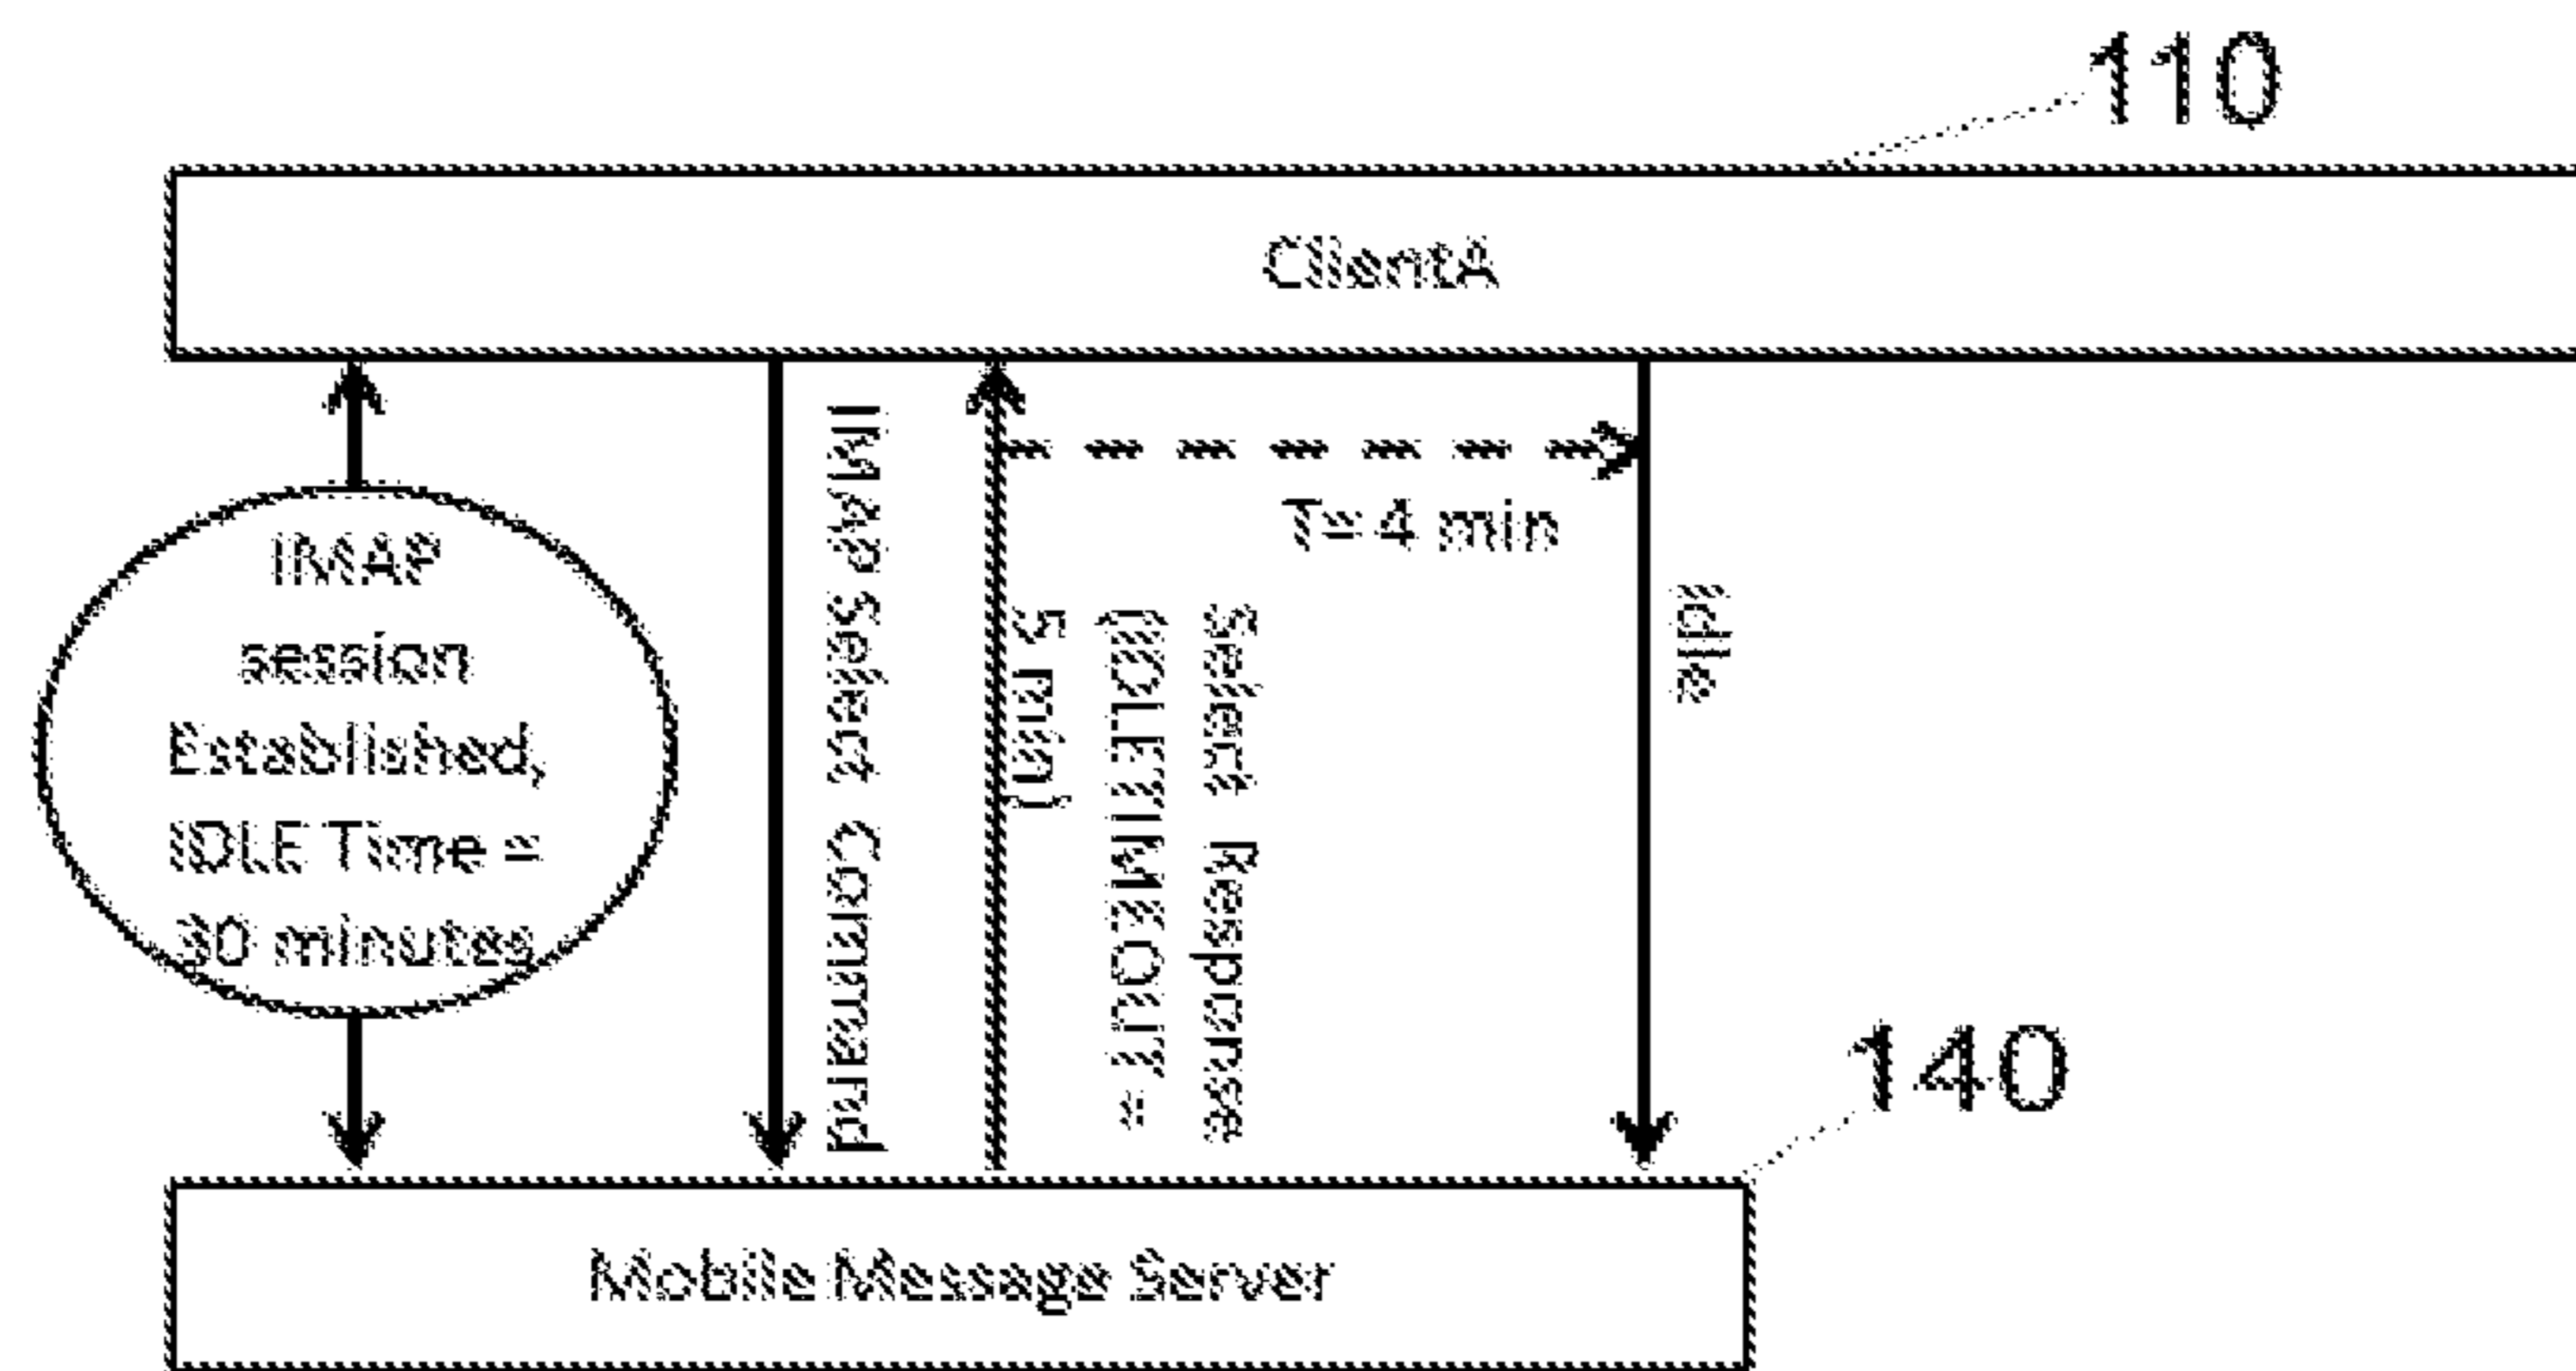 110
ClientA
IMAP
session
Established,
IDLE Time =
30 minutes
IMAP Select Command
Select Response
(IDLETIMEOUT =
5 min)
T= 4 min
Idle
140
Mobile Message Server